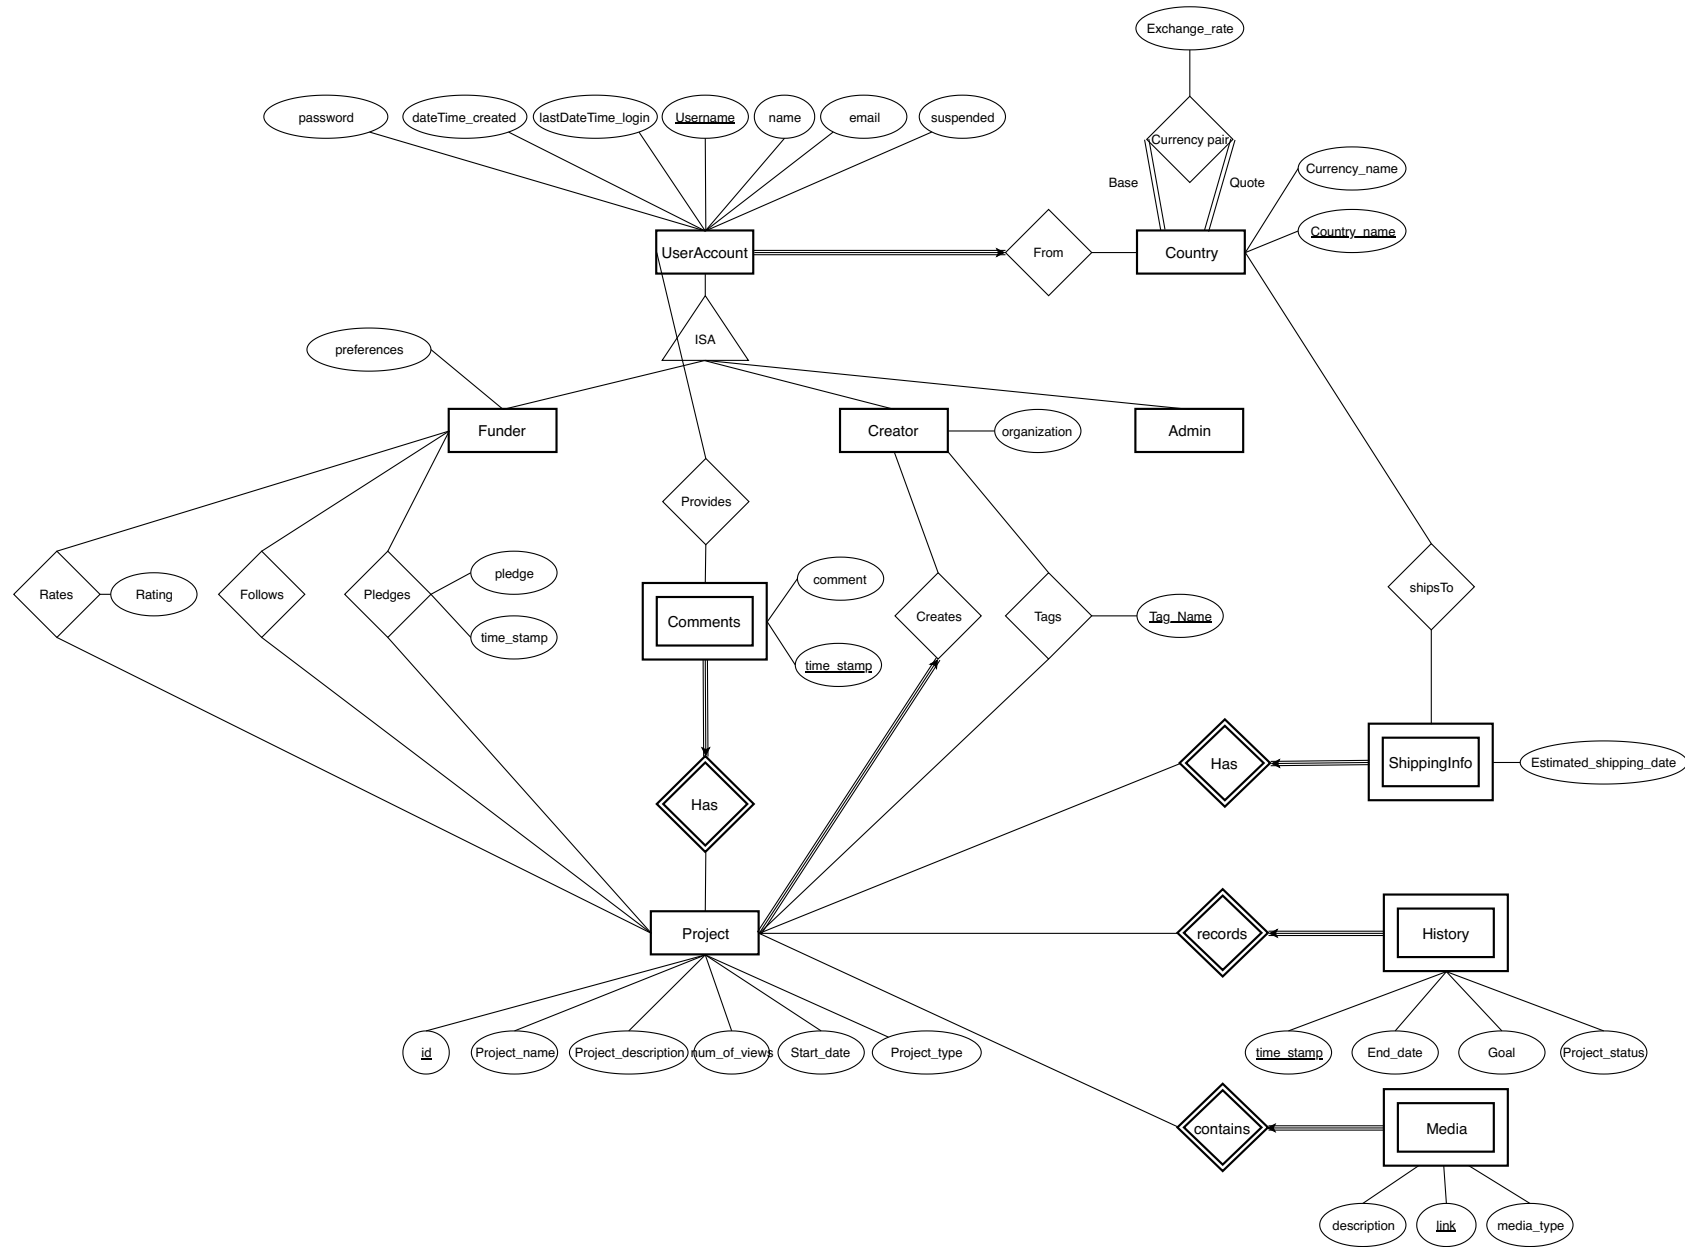 Exchange_rate
password
dateTime_created
lastDateTime_login
Username
name
email
suspended
Currency pair
Base
Quote
Currency_name
Country_name
UserAccount
From
Country
ISA
preferences
Funder
Creator
organization
Admin
Provides
Rates
Rating
Follows
Pledges
pledge
time_stamp
Comments
comment
time_stamp
Creates
Tags
Tag_Name
shipsTo
Has
Has
ShippingInfo
Estimated_shipping_date
Project
records
History
id
Project_name
Project_description
num_of_views
Start_date
Project_type
time_stamp
End_date
Goal
Project_status
contains
Media
description
link
media_type